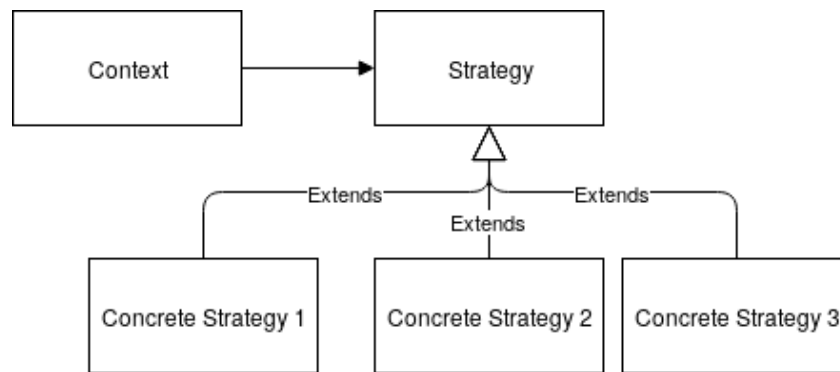 Context
Strategy
Extends
Extends
Extends
Concrete Strategy 1
Concrete Strategy 2
Concrete Strategy 3